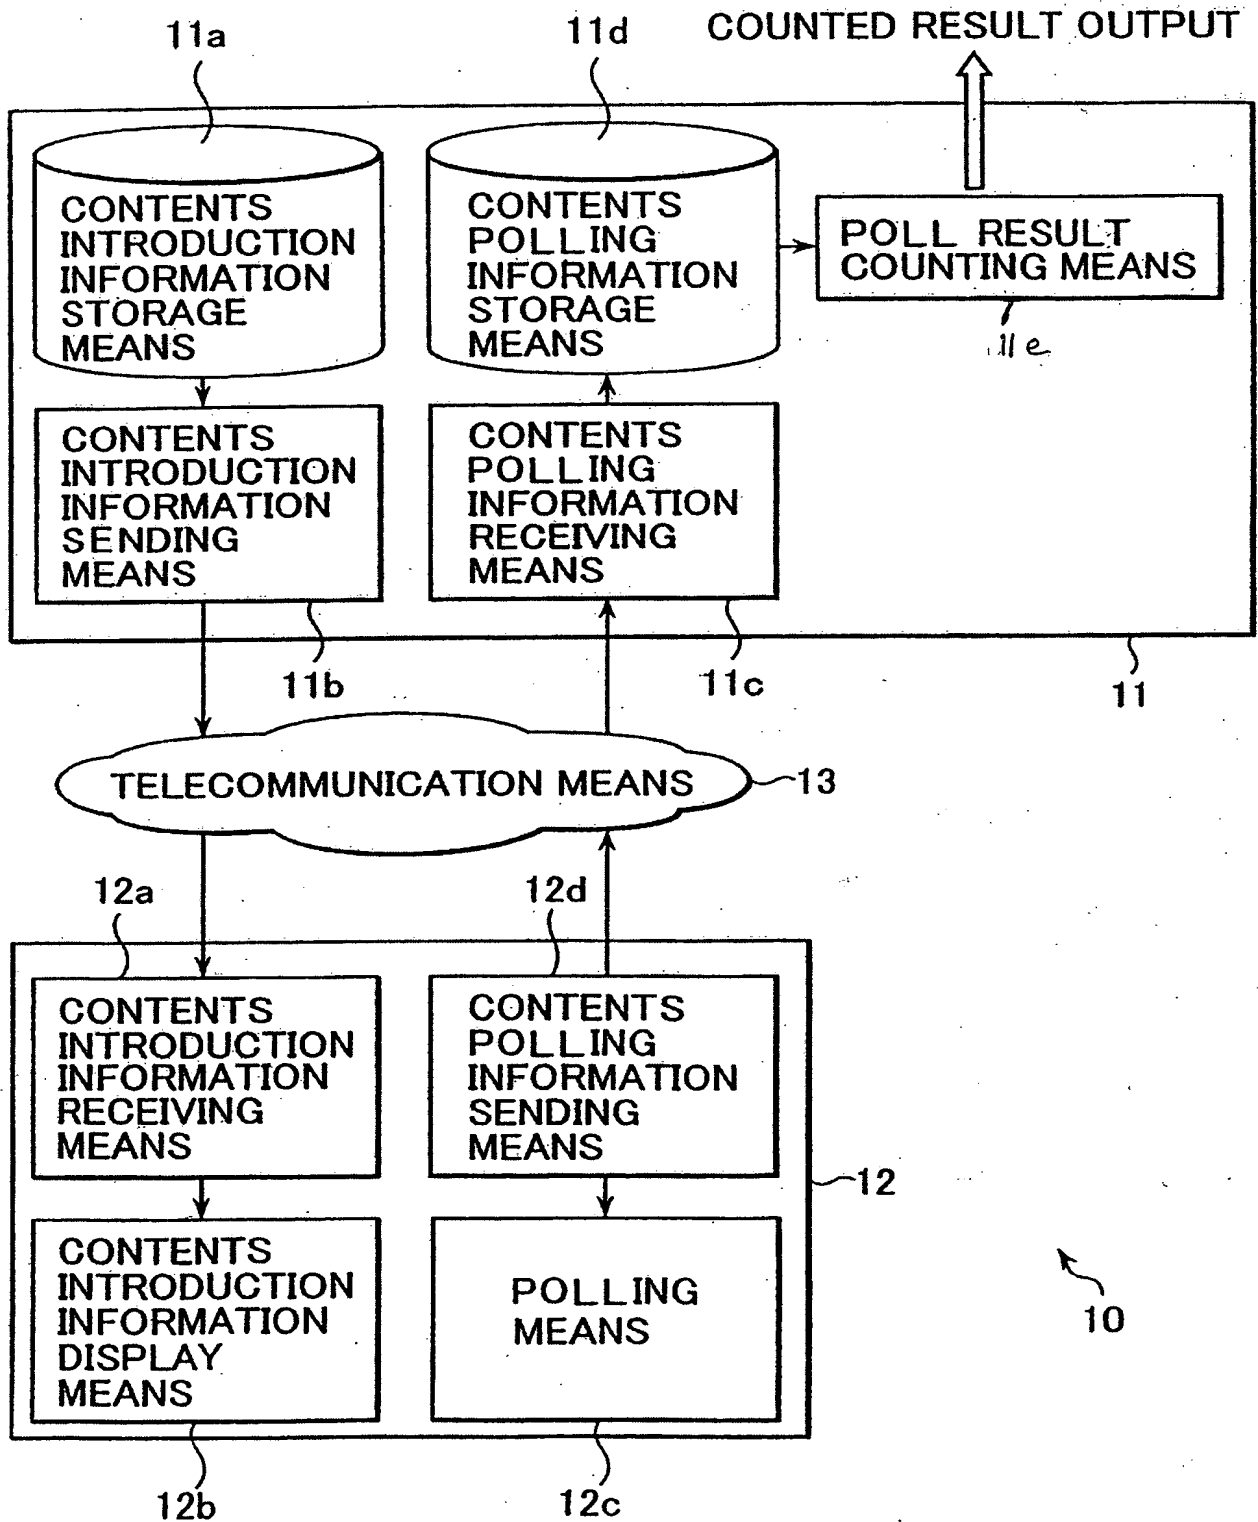 11a
11d
COUNTED RESULT OUTPUT
CONTENTS
INTRODUCTION
INFORMATION
STORAGE
MEANS
CONTENTS
POLLING
INFORMATION
STORAGE
MEANS
POLL RESULT
COUNTING MEANS
11e
CONTENTS
INTRODUCTION
INFORMATION
SENDING
MEANS
CONTENTS
POLLING
INFORMATION
RECEIVING
MEANS
11b
11c
11
TELECOMMUNICATION MEANS
13
12a
12d
CONTENTS
INTRODUCTION
INFORMATION
RECEIVING
MEANS
CONTENTS
POLLING
INFORMATION
SENDING
MEANS
12
CONTENTS
INTRODUCTION
INFORMATION
DISPLAY
MEANS
POLLING
MEANS
10
12b
12c